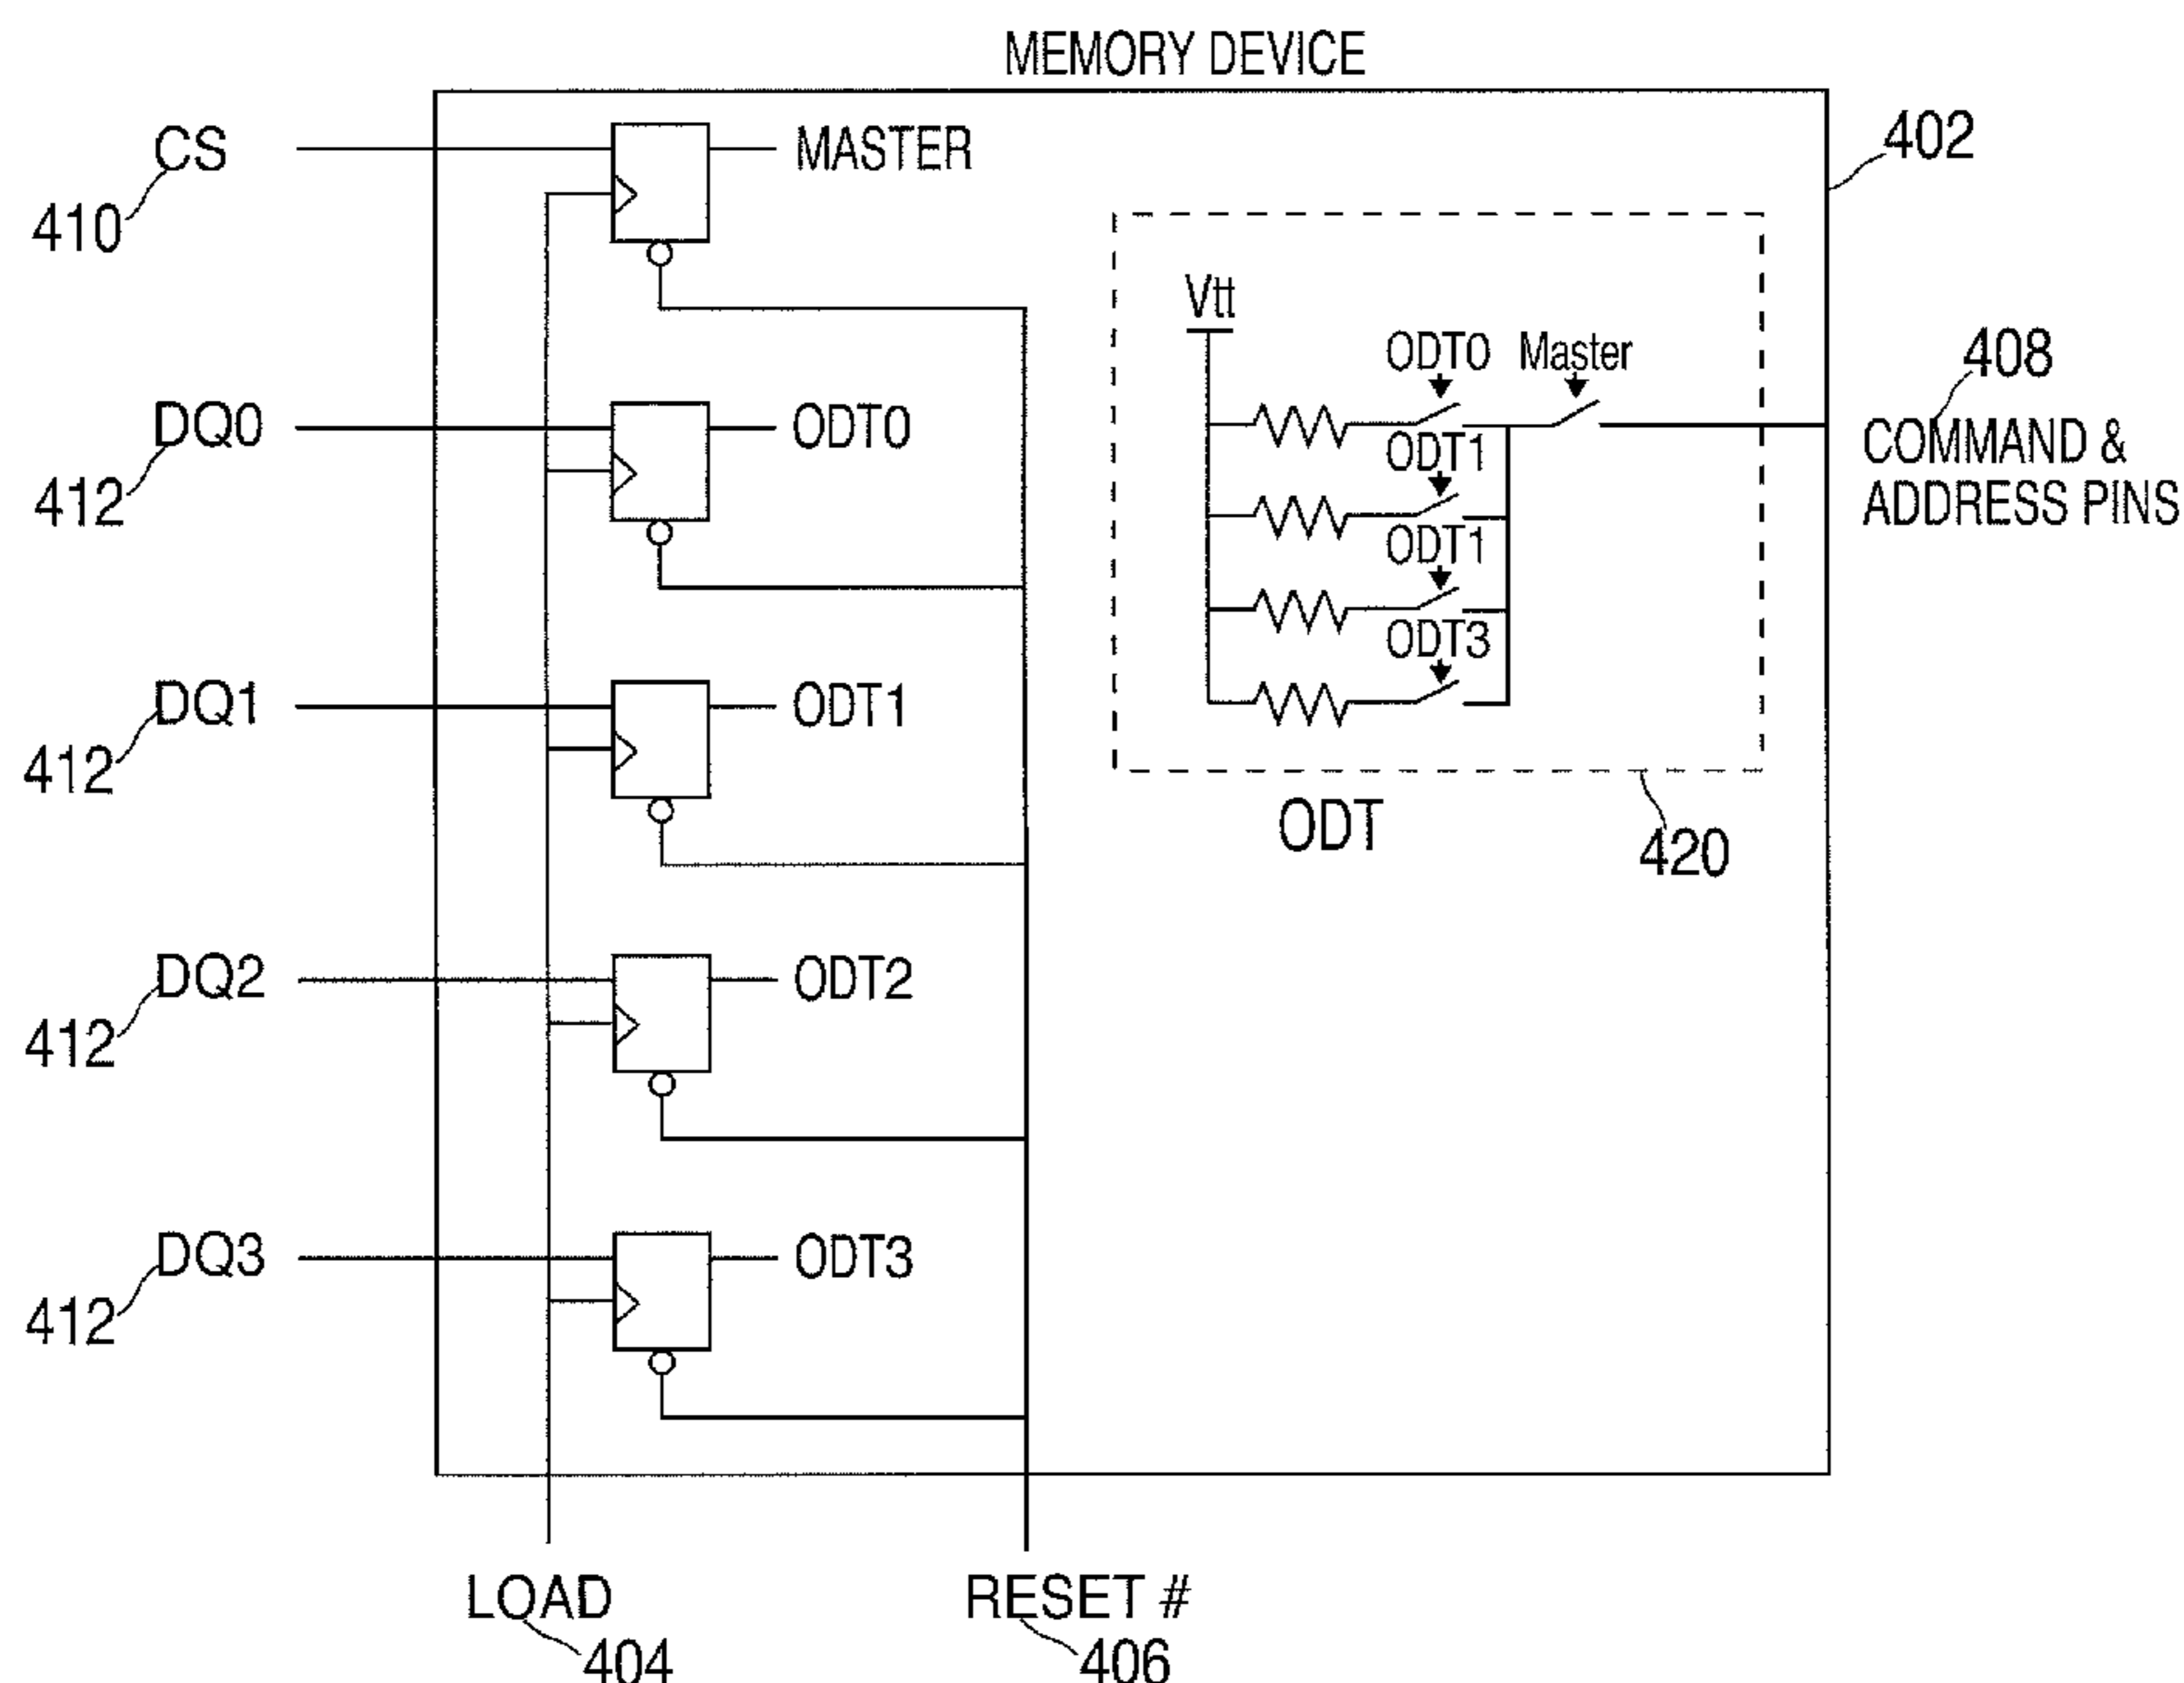 MEMORY DEVICE
CS
410
MASTER
402
Vtt
ODT0 Master
408
COMMAND &
ADDRESS PINS
DQ0
412
ODT0
ODT1
ODT1
ODT3
DQ1
412
ODT1
ODT
420
DQ2
412
ODT2
DQ3
412
ODT3
LOAD
404
RESET #
406